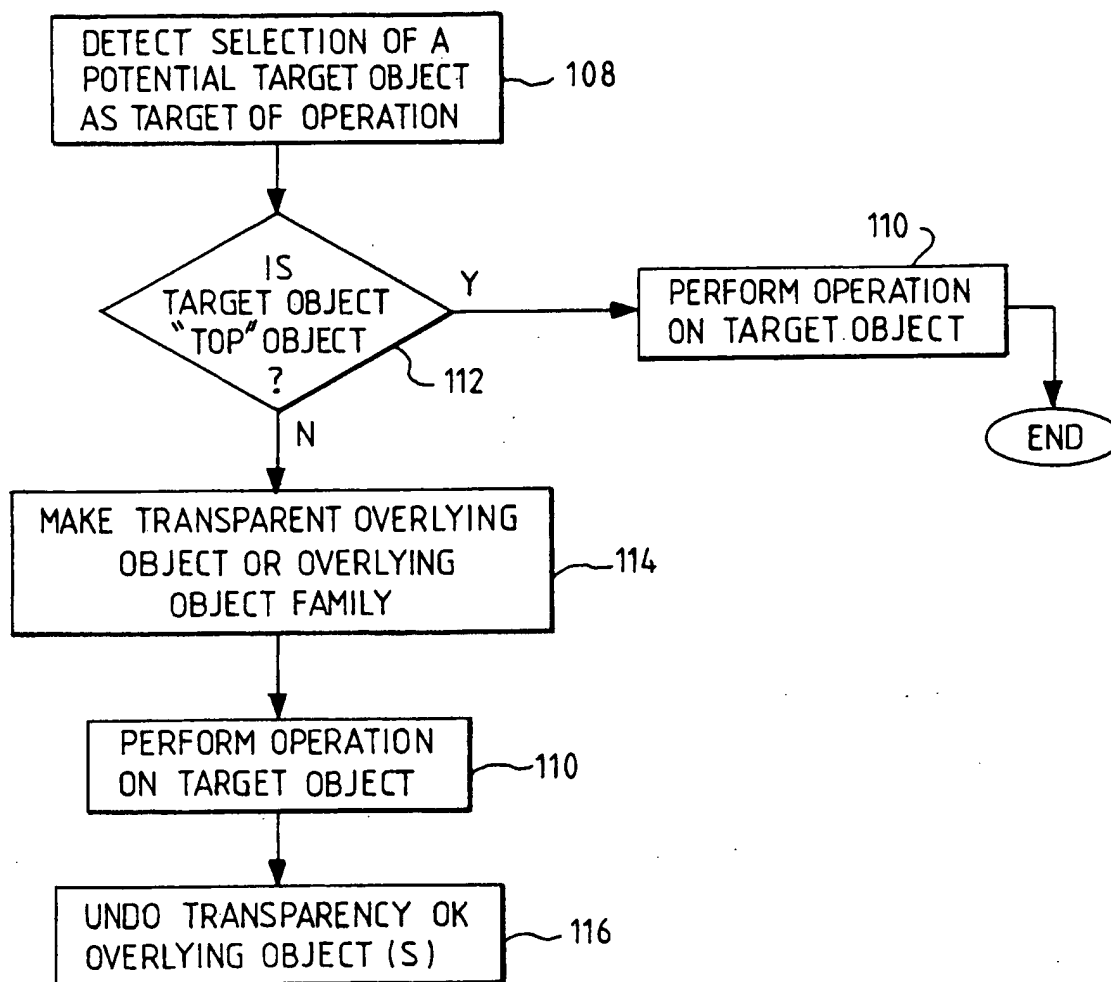 DETECT SELECTION OF A
POTENTIAL TARGET OBJECT
AS TARGET OF OPERATION
108
IS
TARGET OBJECT
"TOP" OBJECT
?
112
Y
110
PERFORM OPERATION
ON TARGET OBJECT
END
N
MAKE TRANSPARENT OVERLYING
OBJECT OR OVERLYING
OBJECT FAMILY
114
PERFORM OPERATION
ON TARGET OBJECT
110
UNDO TRANSPARENCY OK
OVERLYING OBJECT (S)
116